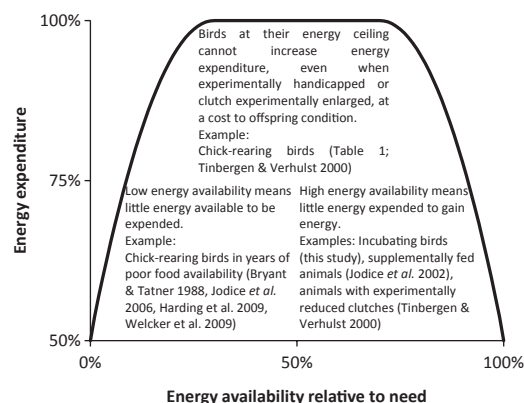 100%
Birds at their energy ceiling
cannot increase energy
expenditure, even when
experimentally handicapped or
clutch experimentally enlarged, at
a cost to offspring condition.
Example:
Chick-rearing birds (Table 1;
Tinbergen & Verhulst 2000)
Energy expenditure
75%
Low energy availability means
little energy available to be
expended.
Example:
Chick-rearing birds in years of
poor food availability (Bryant
& Tatner 1988, Jodice et al.
2006, Harding et al. 2009,
Welcker et al. 2009)
High energy availability means
little energy expended to gain
energy.
Examples: Incubating birds
(this study), supplementally fed
animals (Jodice et al. 2002),
animals with experimentally
reduced clutches (Tinbergen &
Verhulst 2000)
50%
0%
50%
100%
Energy availability relative to need